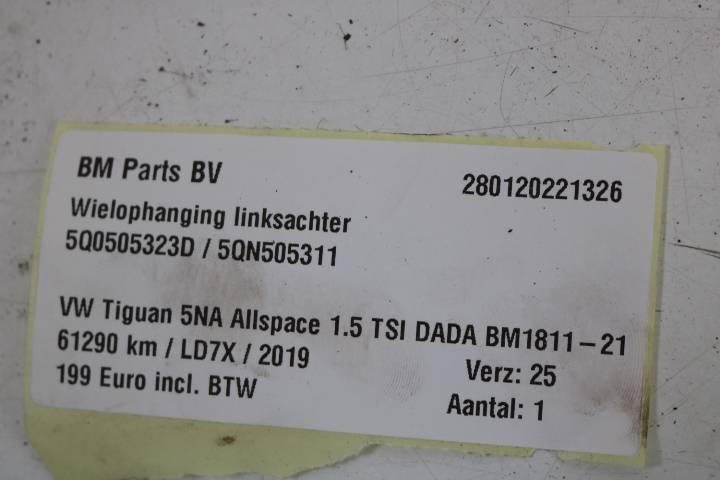 BM Parts BV
280120221326
Wielophanging linksachter
5Q0505323D / 5QN505311
VW Tiguan 5NA Allspace 1.5 TSI DADA BM1811-21
61290 km / LD7X / 2019
Verz: 25
199 Euro incl. BTW
Aantal: 1